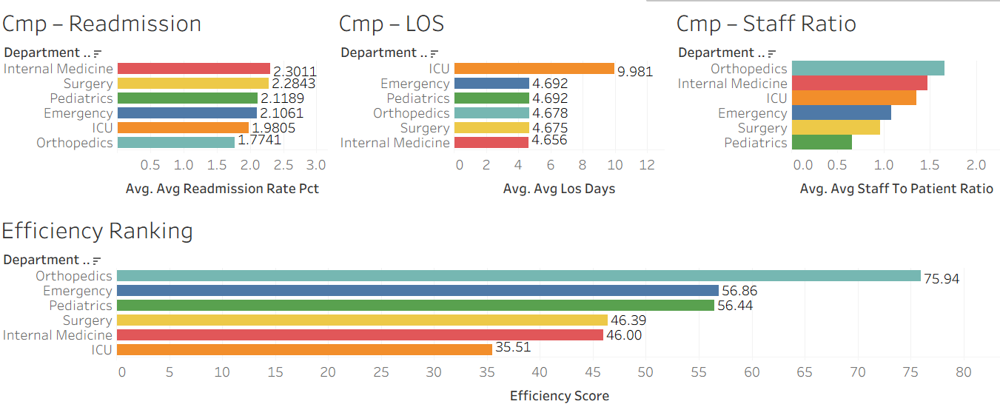 Cmp – Readmission
Department ..
Internal Medicine 2.3011
Surgery 2.2843
Pediatrics 2.1189
Emergency 2.1061
ICU 1.9805
Orthopedics 1.7741
0.5 1.0 1.5 2.0 2.5 3.0
Avg. Avg Readmission Rate Pct
Cmp – LOS
Department ..
ICU 9.981
Emergency 4.692
Pediatrics 4.692
Orthopedics 4.678
Surgery 4.675
Internal Medicine 4.656
0 2 4 6 8 10 12
Avg. Avg Los Days
Cmp – Staff Ratio
Department ..
Orthopedics
Internal Medicine
ICU
Emergency
Surgery
Pediatrics
0.0 0.5 1.0 1.5 2.0
Avg. Avg Staff To Patient Ratio
Efficiency Ranking
Department ..
Orthopedics 75.94
Emergency 56.86
Pediatrics 56.44
Surgery 46.39
Internal Medicine 46.00
ICU 35.51
0 5 10 15 20 25 30 35 40 45 50 55 60 65 70 75 80
Efficiency Score